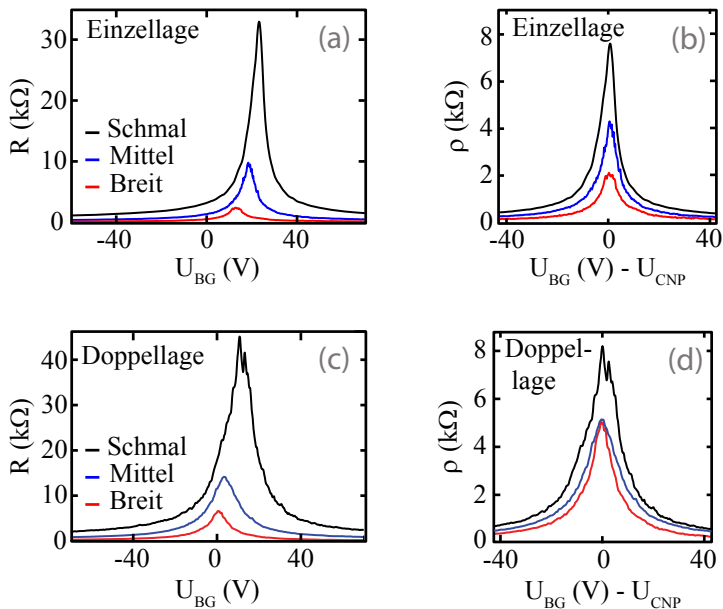 Einzellage (a)
R (kΩ)
30
20
10
0
Schmal
Mittel
Breit
0 40
-40
U_BG (V)
Einzellage (b)
ρ (kΩ)
8
6
4
2
0
-40 0 40
U_BG (V) - U_CNP
Doppellage (c)
R (kΩ)
40
30
20
10
0
Schmal
Mittel
Breit
-40 0 40
U_BG (V)
Doppel-
lage
(d)
ρ (kΩ)
8
6
4
2
0
-40 0 40
U_BG (V) - U_CNP